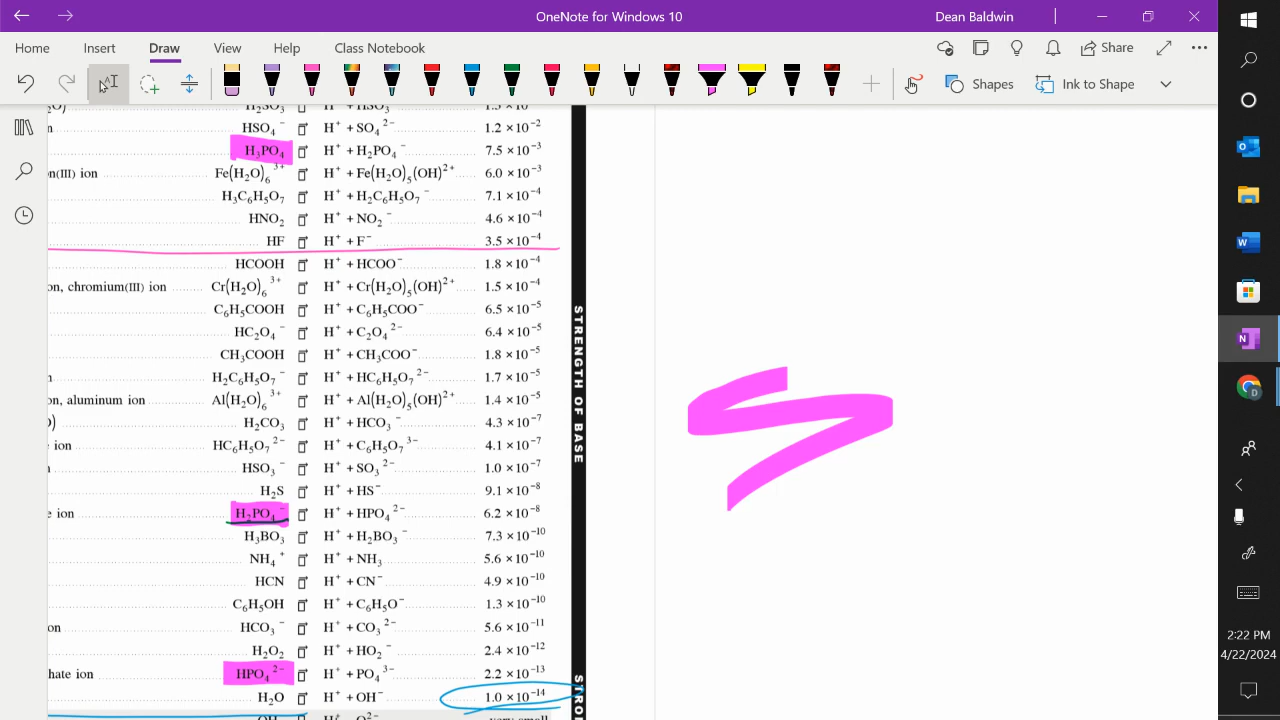 OneNote for Windows 10
Dean Baldwin
Home Insert Draw View Help Class Notebook
Share
Shapes
Ink to Shape
HSO₄⁻ H⁺ + SO₄²⁻ 1.2 × 10⁻²
H₃PO₄ H⁺ + H₂PO₄⁻ 7.5 × 10⁻³
on(III) ion Fe(H₂O)₆³⁺ H⁺ + Fe(H₂O)₅(OH)²⁺ 6.0 × 10⁻³
H₃C₆H₅O₇ H⁺ + H₂C₆H₅O₇⁻ 7.1 × 10⁻⁴
HNO₂ H⁺ + NO₂⁻ 4.6 × 10⁻⁴
HF H⁺ + F⁻ 3.5 × 10⁻⁴
HCOOH H⁺ + HCOO⁻ 1.8 × 10⁻⁴
on, chromium(III) ion Cr(H₂O)₆³⁺ H⁺ + Cr(H₂O)₅(OH)²⁺ 1.5 × 10⁻⁴
C₆H₅COOH H⁺ + C₆H₅COO⁻ 6.5 × 10⁻⁵
HC₂O₄⁻ H⁺ + C₂O₄²⁻ 6.4 × 10⁻⁵
CH₃COOH H⁺ + CH₃COO⁻ 1.8 × 10⁻⁵
H₂C₆H₅O₇⁻ H⁺ + HC₆H₅O₇²⁻ 1.7 × 10⁻⁵
on, aluminum ion Al(H₂O)₆³⁺ H⁺ + Al(H₂O)₅(OH)²⁺ 1.4 × 10⁻⁵
H₂CO₃ H⁺ + HCO₃⁻ 4.3 × 10⁻⁷
ion HC₆H₅O₇²⁻ H⁺ + C₆H₅O₇³⁻ 4.1 × 10⁻⁷
HSO₃⁻ H⁺ + SO₃²⁻ 1.0 × 10⁻⁷
H₂S H⁺ + HS⁻ 9.1 × 10⁻⁸
e ion H₂PO₄⁻ H⁺ + HPO₄²⁻ 6.2 × 10⁻⁸
H₃BO₃ H⁺ + H₂BO₃⁻ 7.3 × 10⁻¹⁰
NH₄⁺ H⁺ + NH₃ 5.6 × 10⁻¹⁰
HCN H⁺ + CN⁻ 4.9 × 10⁻¹⁰
C₆H₅OH H⁺ + C₆H₅O⁻ 1.3 × 10⁻¹⁰
on HCO₃⁻ H⁺ + CO₃²⁻ 5.6 × 10⁻¹¹
H₂O₂ H⁺ + HO₂⁻ 2.4 × 10⁻¹²
hate ion HPO₄²⁻ H⁺ + PO₄³⁻ 2.2 × 10⁻¹³
H₂O H⁺ + OH⁻ 1.0 × 10⁻¹⁴
STRENGTH OF BASE
STRO
2:22 PM
4/22/2024